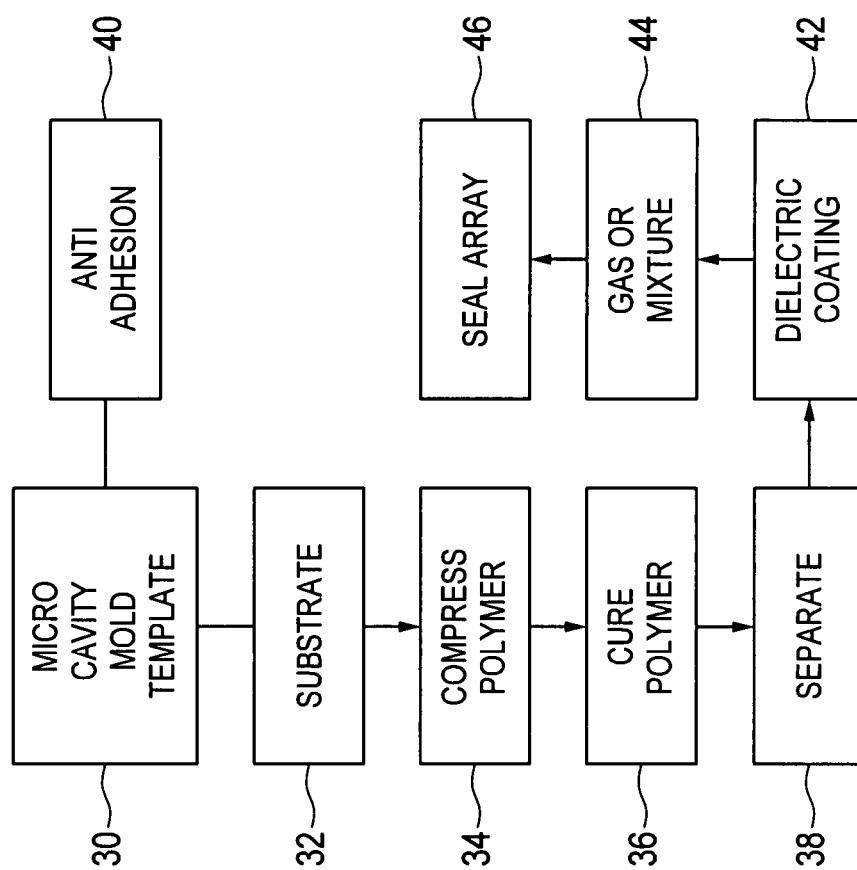 30
MICRO
CAVITY
MOLD
TEMPLATE
ANTI
ADHESION
40
32
SUBSTRATE
34
COMPRESS
POLYMER
36
CURE
POLYMER
38
SEPARATE
DIELECTRIC
COATING
42
GAS OR
MIXTURE
44
SEAL ARRAY
46